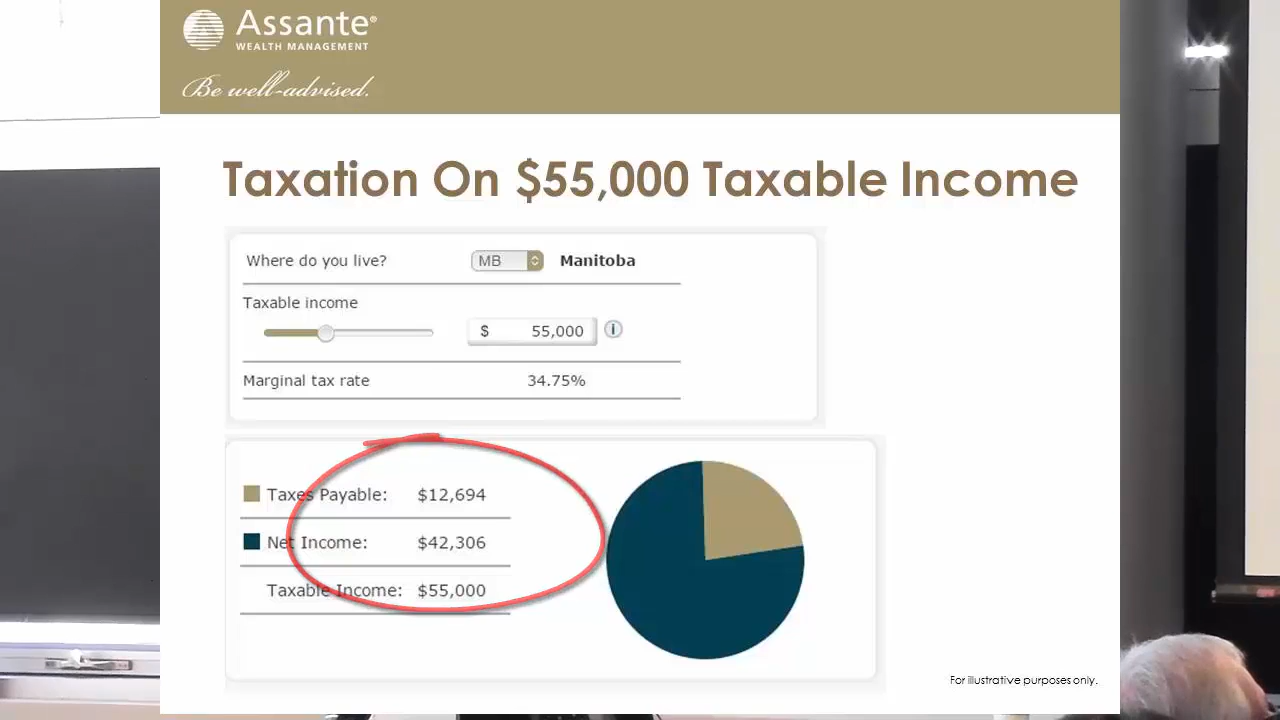 Assante®
WEALTH MANAGEMENT
Be well-advised.
Taxation On $55,000 Taxable Income
Where do you live? MB Manitoba
Taxable income
$ 55,000 i
Marginal tax rate 34.75%
Taxes Payable: $12,694
Net Income: $42,306
Taxable Income: $55,000
For illustrative purposes only.